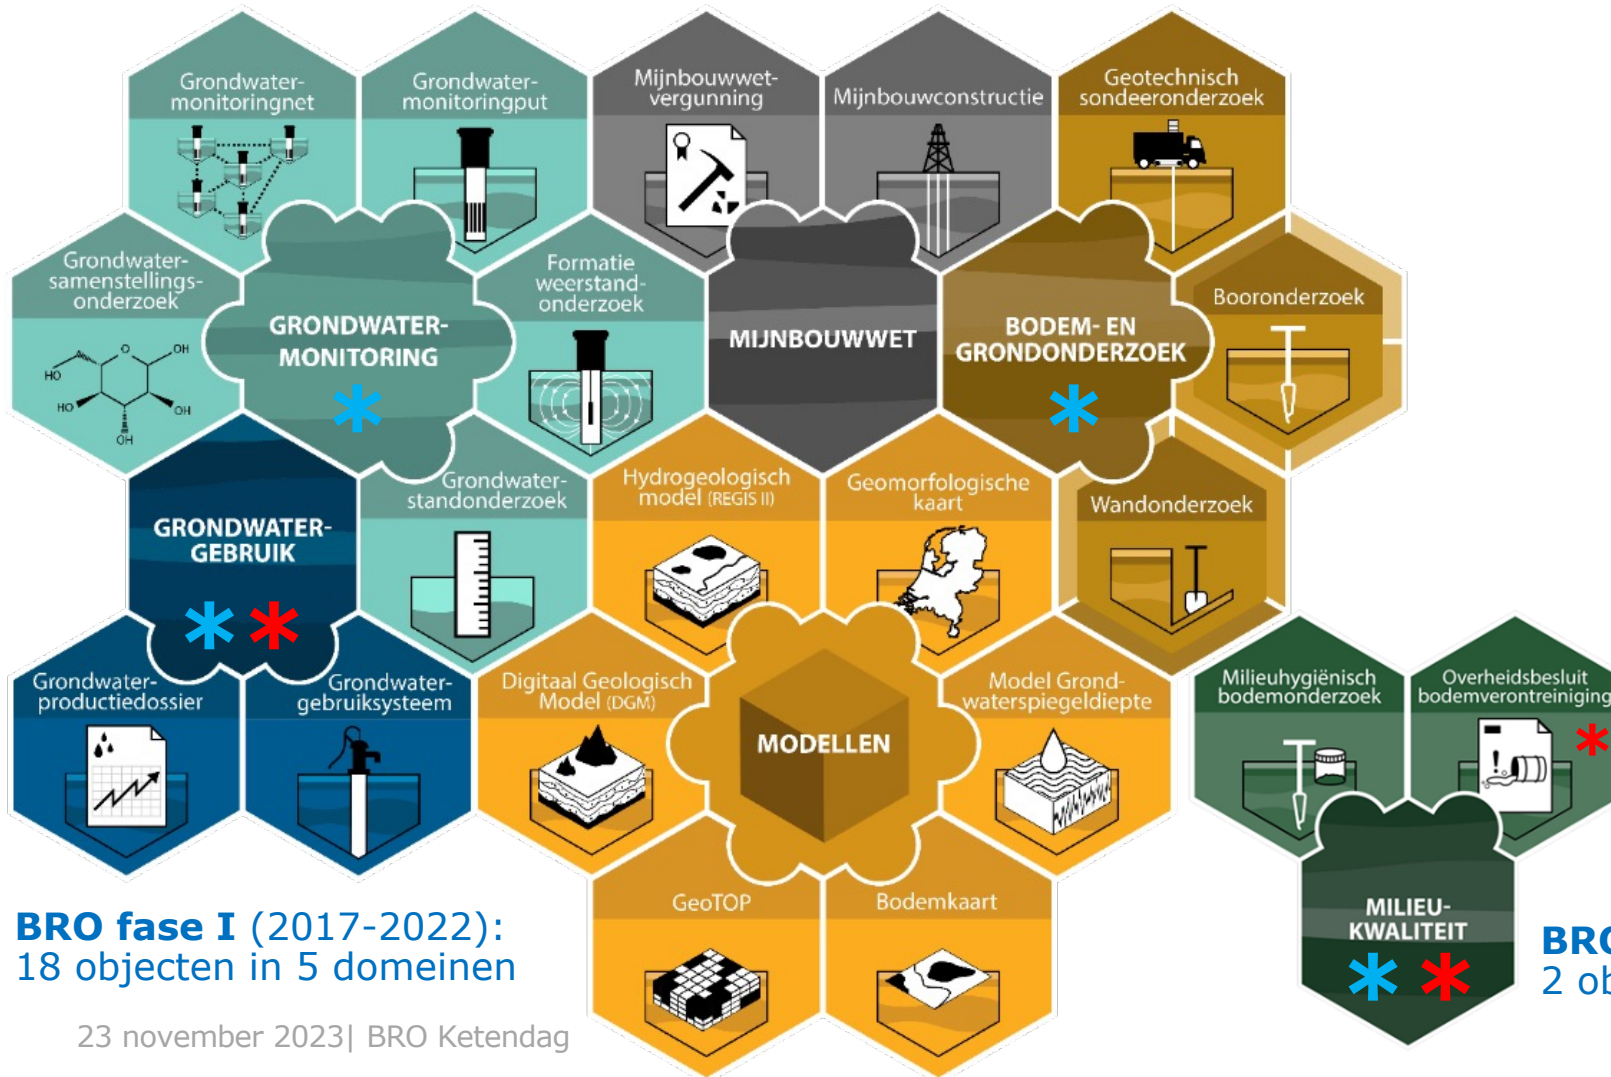 Grondwater-
monitoringnet
Grondwater-
monitoringput
Mijnbouwwet-
vergunning
Mijnbouwconstructie
Geotechnisch
sondeeronderzoek
Grondwater-
samenstellings-
onderzoek
O
OH
HO
HO
OH
OH
GRONDWATER-
MONITORING
*
Formatie
weerstand-
onderzoek
MIJNBOUWWET
BODEM- EN
GRONDONDERZOEK
*
Booronderzoek
GRONDWATER-
GEBRUIK
* *
Grondwater-
standonderzoek
Hydrogeologisch
model (REGIS II)
Geomorfologische
kaart
Wandonderzoek
Grondwater-
productiedossier
Grondwater-
gebruiksysteem
Digitaal Geologisch
Model (DGM)
MODELLEN
Model Grond-
waterspiegeldiepte
Milieuhygiënisch
bodemonderzoek
Overheidsbesluit
bodemverontreiniging
*
GeoTOP
Bodemkaart
MILIEU-
KWALITEIT
* *
BRO fase I (2017-2022):
18 objecten in 5 domeinen
BRO
2 ob
23 november 2023| BRO Ketendag